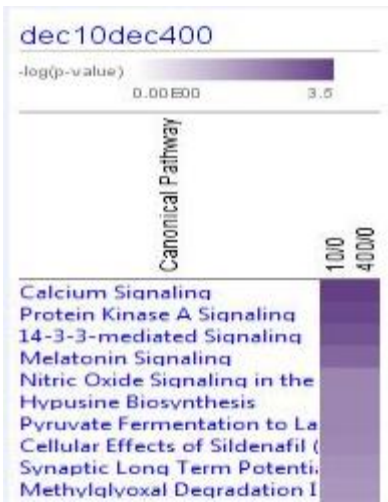 dec10dec400
-log(p-value)
0.00E00 3.5
Canonical Pathway
10/0
400/0
Calcium Signaling
Protein Kinase A Signaling
14-3-3-mediated Signaling
Melatonin Signaling
Nitric Oxide Signaling in the
Hypusine Biosynthesis
Pyruvate Fermentation to La
Cellular Effects of Sildenafil (
Synaptic Long Term Potenti
Methylglyoxal Degradation I